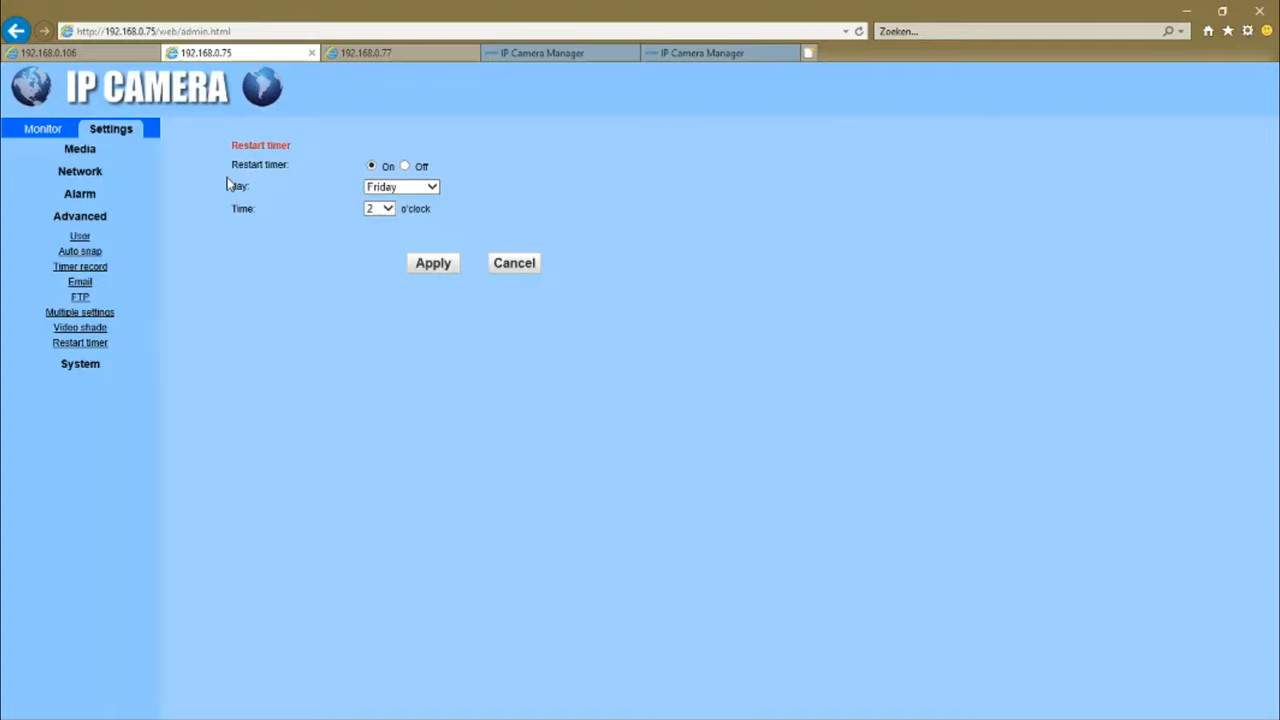 http://192.168.0.75/web/admin.html
Zoeken...
192.168.0.106
192.168.0.75
192.168.0.77
IP Camera Manager
IP Camera Manager
IP CAMERA
Monitor
Settings
Media
Network
Alarm
Advanced
User
Auto snap
Timer record
Email
FTP
Multiple settings
Video shade
Restart timer
System
Restart timer
Restart timer: On Off
day: Friday
Time: 2 o'clock
Apply Cancel